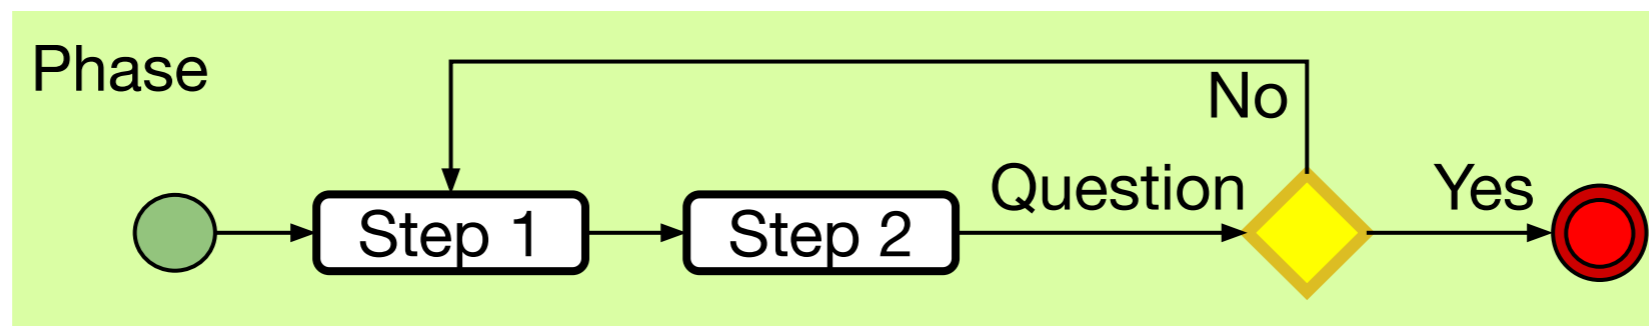 Phase
No
Question
Yes
Step 1
Step 2